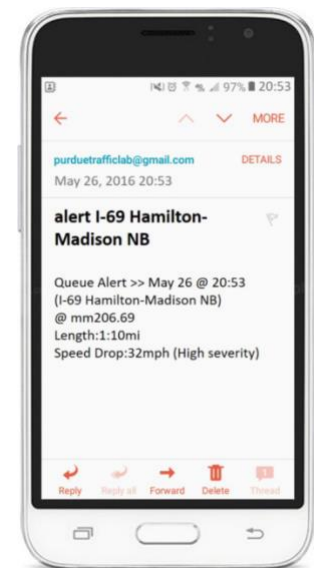 97% 20:53
MORE
purduetrafficlab@gmail.com DETAILS
May 26, 2016 20:53
alert I-69 Hamilton-
Madison NB
Queue Alert >> May 26 @ 20:53
(I-69 Hamilton-Madison NB)
@ mm206.69
Length:1:10mi
Speed Drop:32mph (High severity)
Reply Reply all Forward Delete Thread